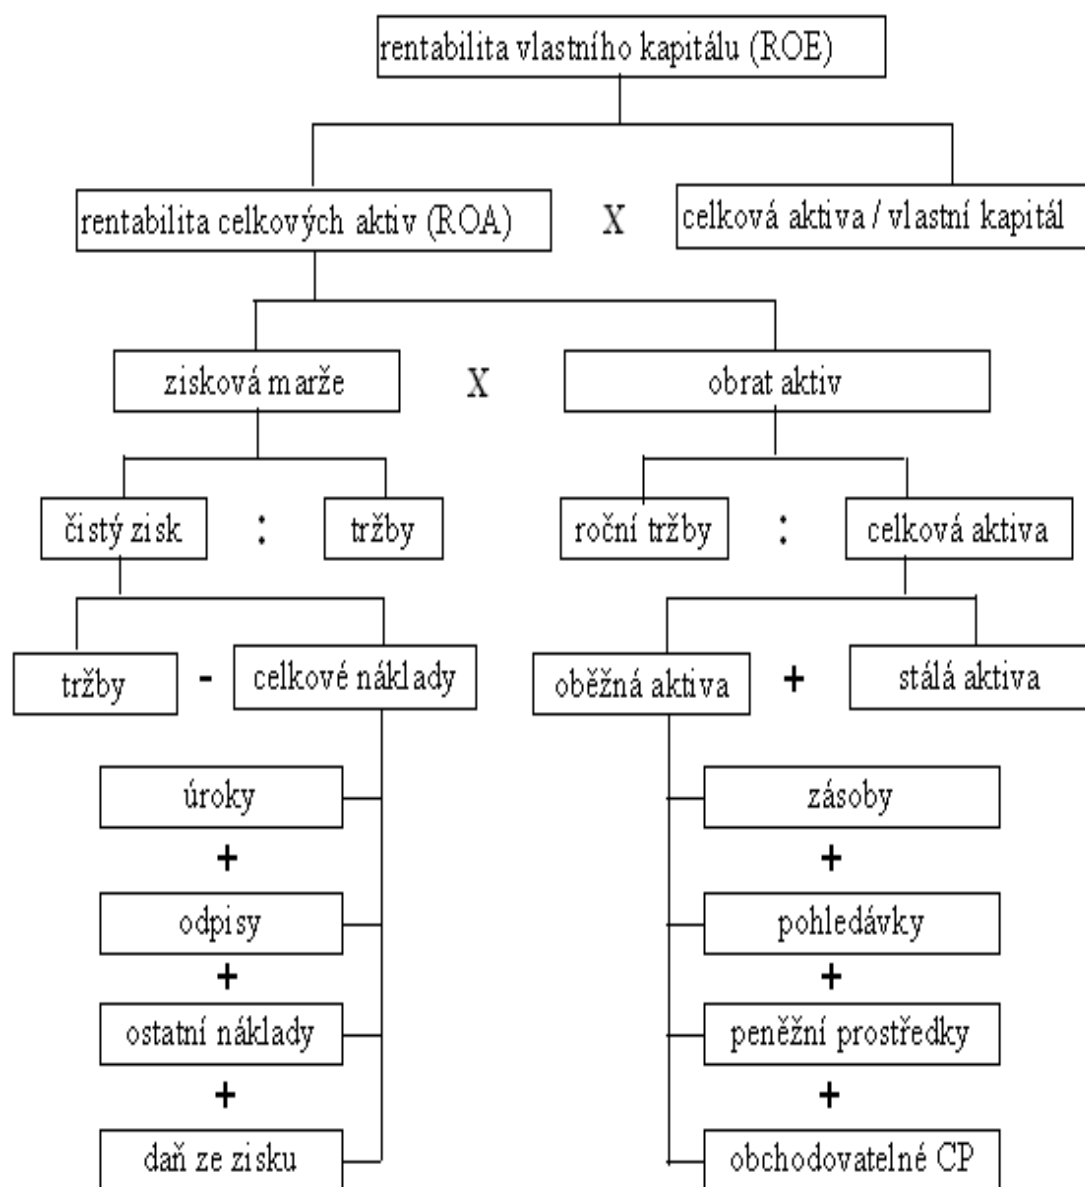 rentabilita vlastního kapitálu (ROE)
rentabilita celkových aktiv (ROA) X celková aktiva / vlastní kapitál
zisková marže X obrat aktiv
čistý zisk : tržby roční tržby : celková aktiva
tržby - celkové náklady oběžná aktiva + stálá aktiva
úroky zásoby
+ +
odpisy pohledávky
+ +
ostatní náklady peněžní prostředky
+ +
daň ze zisku obchodovatelné CP